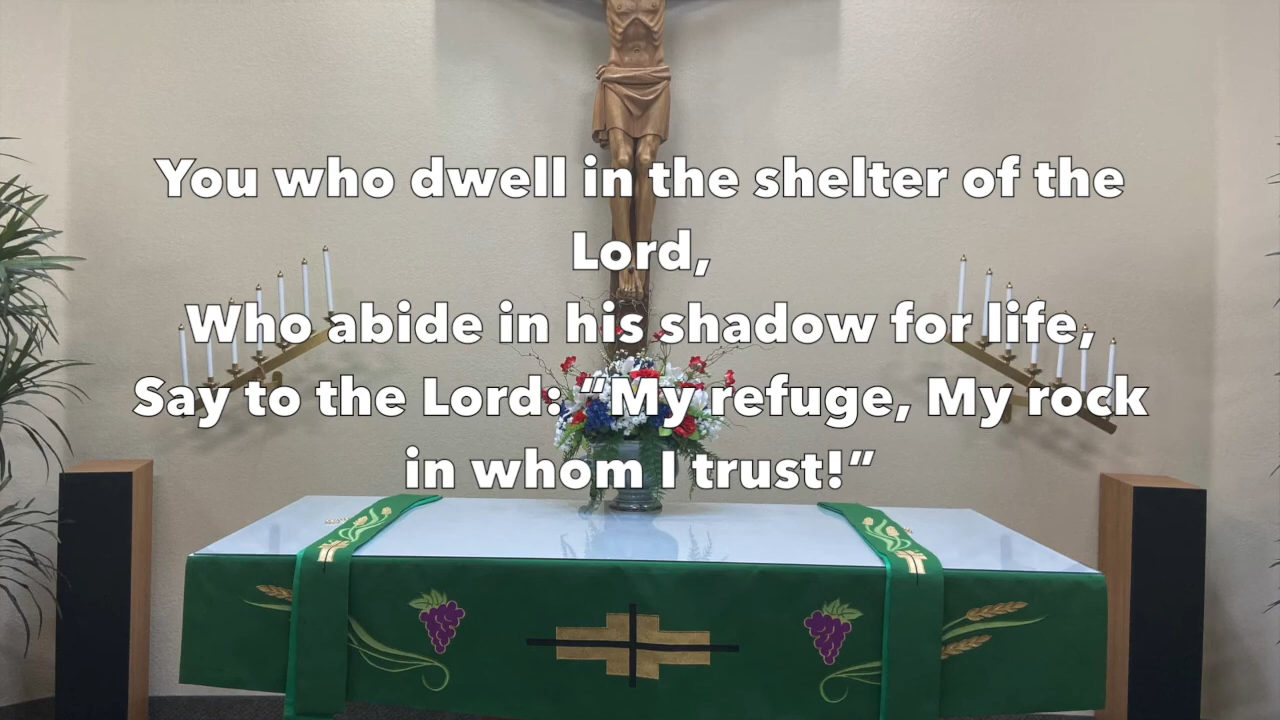 You who dwell in the shelter of the
Lord,
Who abide in his shadow for life,
Say to the Lord: “My refuge, My rock
in whom I trust!”